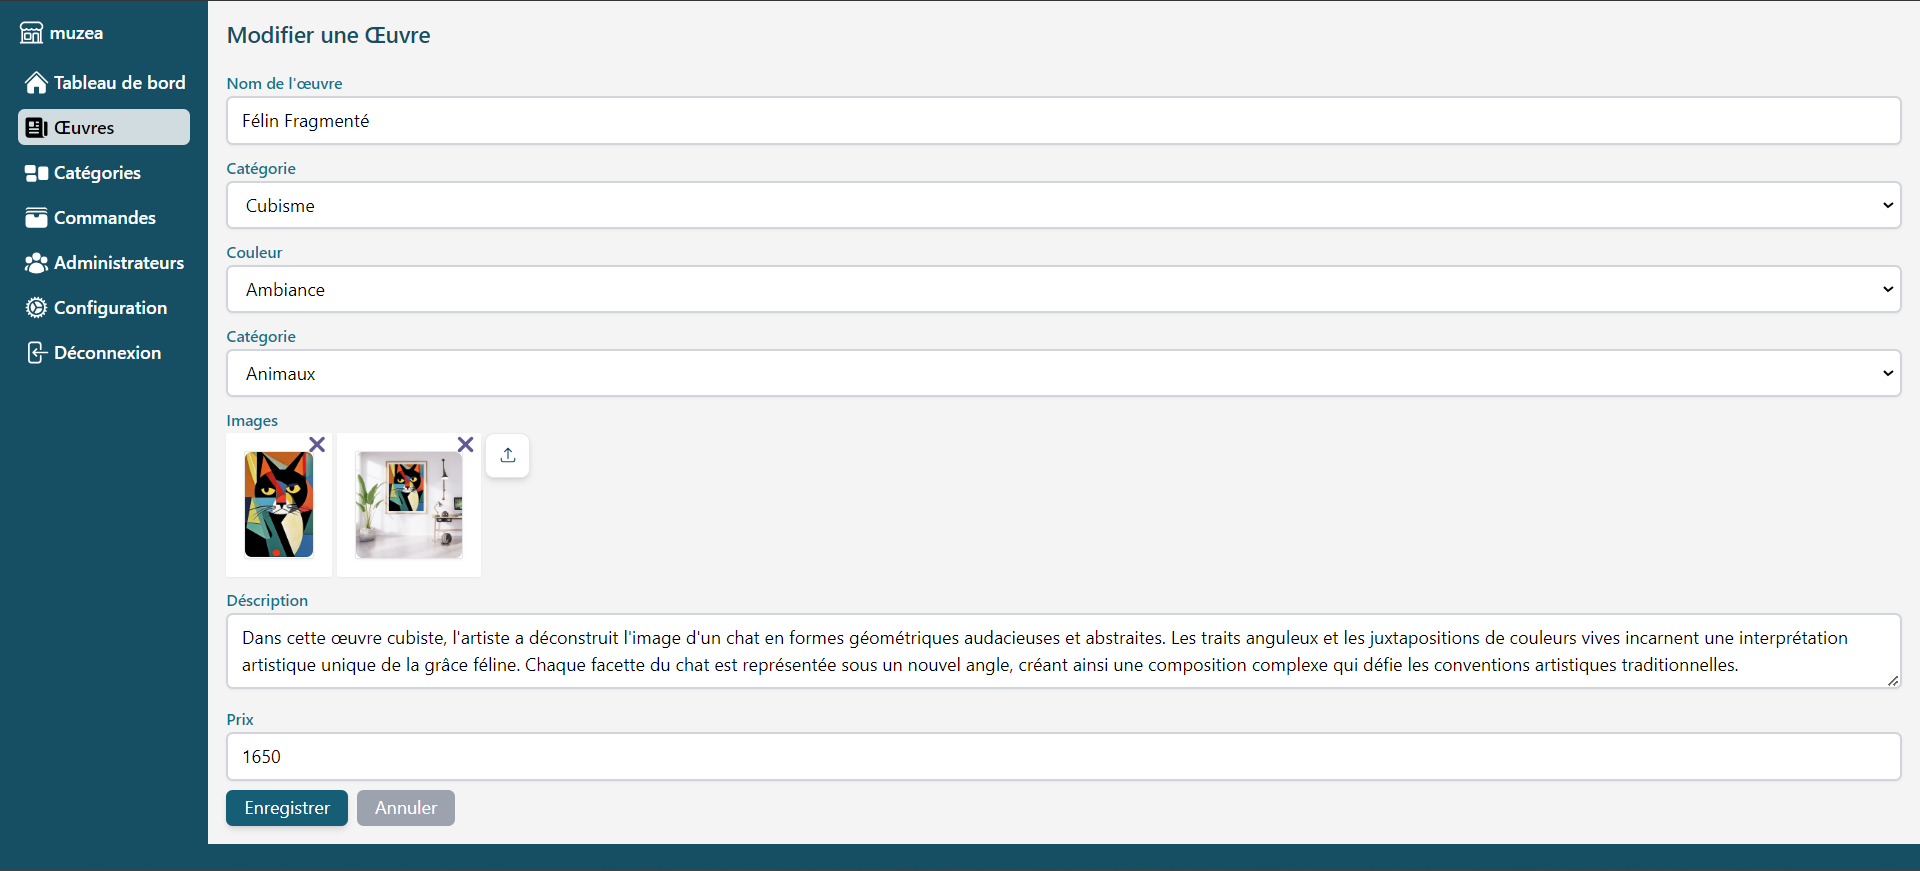 muzea
Tableau de bord
Œuvres
Catégories
Commandes
Administrateurs
Configuration
Déconnexion
Modifier une Œuvre
Nom de l'œuvre
Félin Fragmenté
Catégorie
Cubisme
Couleur
Ambiance
Catégorie
Animaux
Images
Déscription
Dans cette œuvre cubiste, l'artiste a déconstruit l'image d'un chat en formes géométriques audacieuses et abstraites. Les traits anguleux et les juxtapositions de couleurs vives incarnent une interprétation
artistique unique de la grâce féline. Chaque facette du chat est représentée sous un nouvel angle, créant ainsi une composition complexe qui défie les conventions artistiques traditionnelles.
Prix
1650
Enregistrer
Annuler